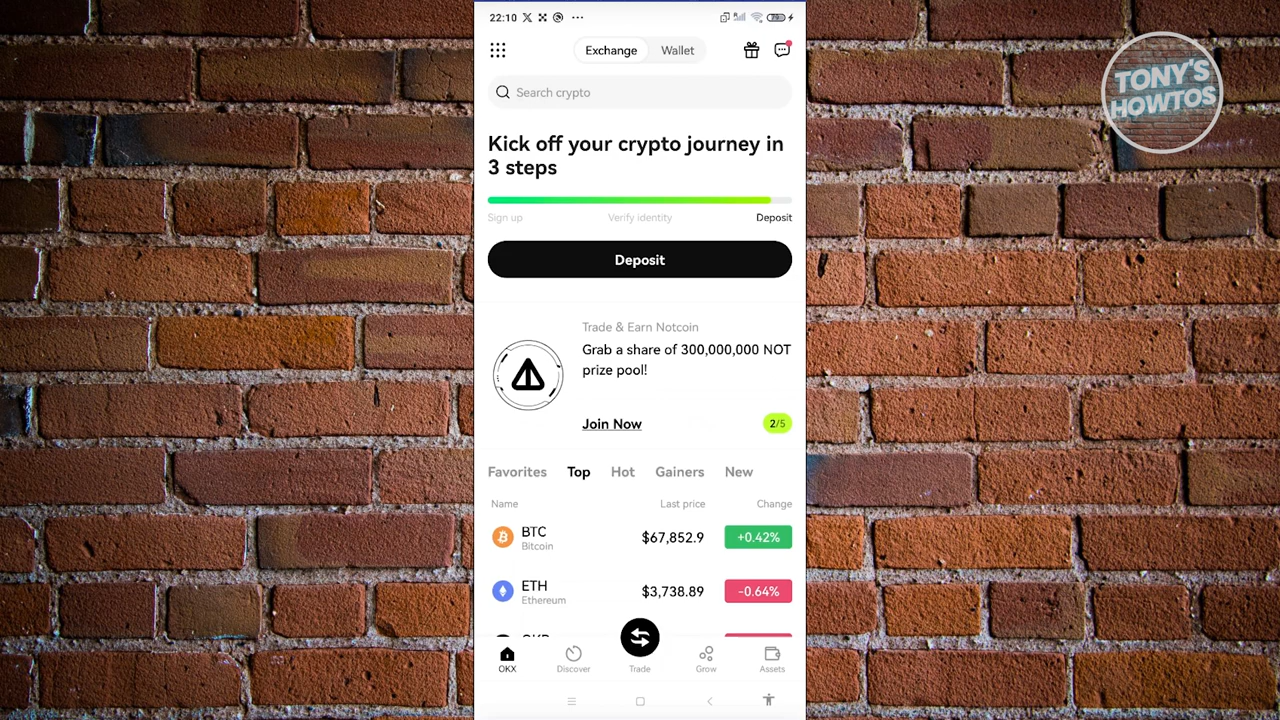 22:10
79
Exchange Wallet
Search crypto
TONY'S
HOWTOS
Kick off your crypto journey in
3 steps
Sign up Verify identity Deposit
Deposit
Trade & Earn Notcoin
Grab a share of 300,000,000 NOT
prize pool!
Join Now 2/5
Favorites Top Hot Gainers New
Name Last price Change
BTC
Bitcoin
$67,852.9 +0.42%
ETH
Ethereum
$3,738.89 -0.64%
OKX Discover Trade Grow Assets